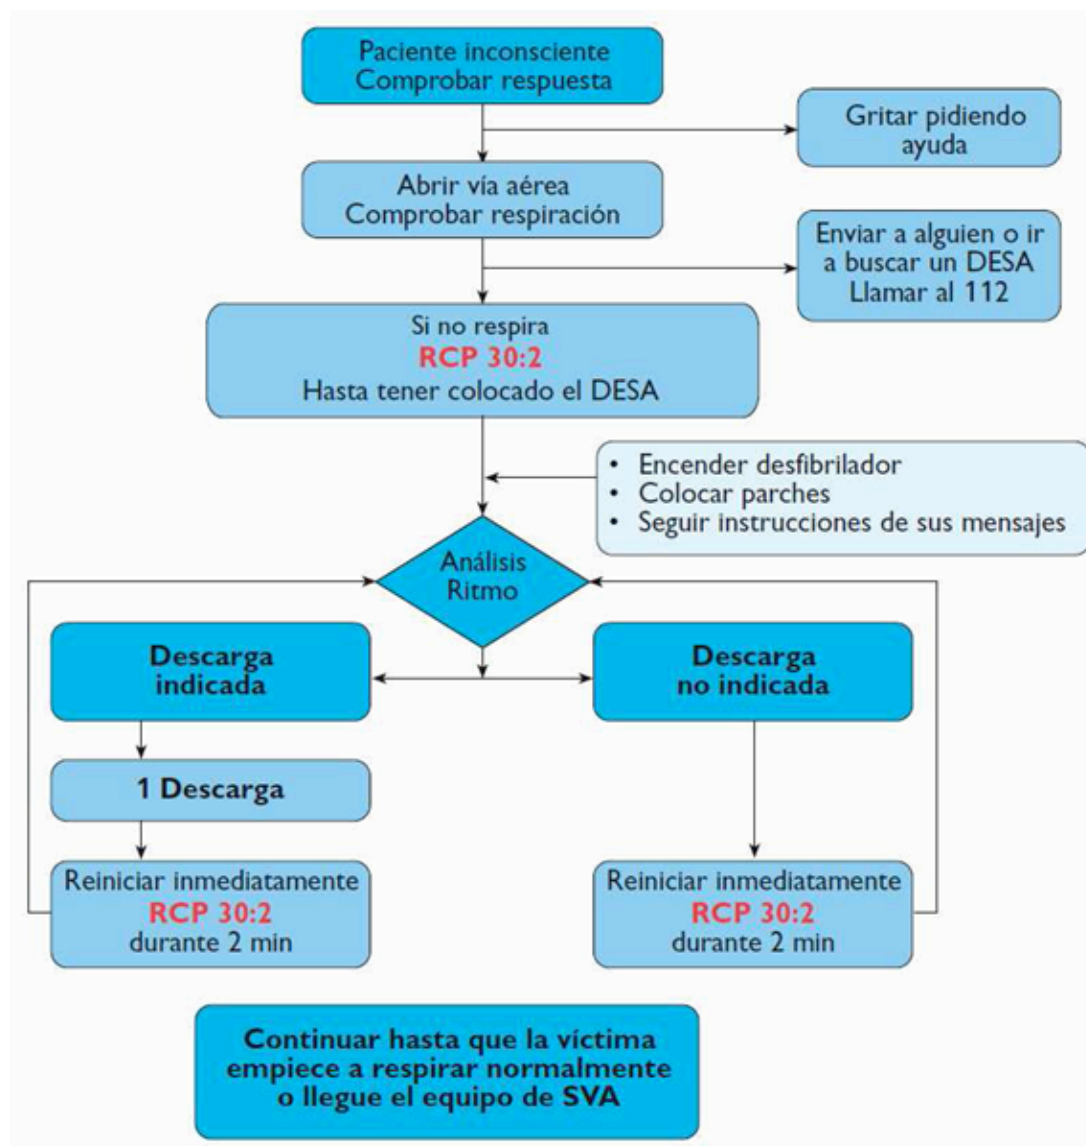 Paciente inconsciente
Comprobar respuesta
Gritar pidiendo
ayuda
Abrir vía aérea
Comprobar respiración
Enviar a alguien o ir
a buscar un DESA
Llamar al 112
Si no respira
RCP 30:2
Hasta tener colocado el DESA
• Encender desfibrilador
• Colocar parches
• Seguir instrucciones de sus mensajes
Análisis
Ritmo
Descarga
indicada
Descarga
no indicada
1 Descarga
Reiniciar inmediatamente
RCP 30:2
durante 2 min
Reiniciar inmediatamente
RCP 30:2
durante 2 min
Continuar hasta que la víctima
empiece a respirar normalmente
o llegue el equipo de SVA